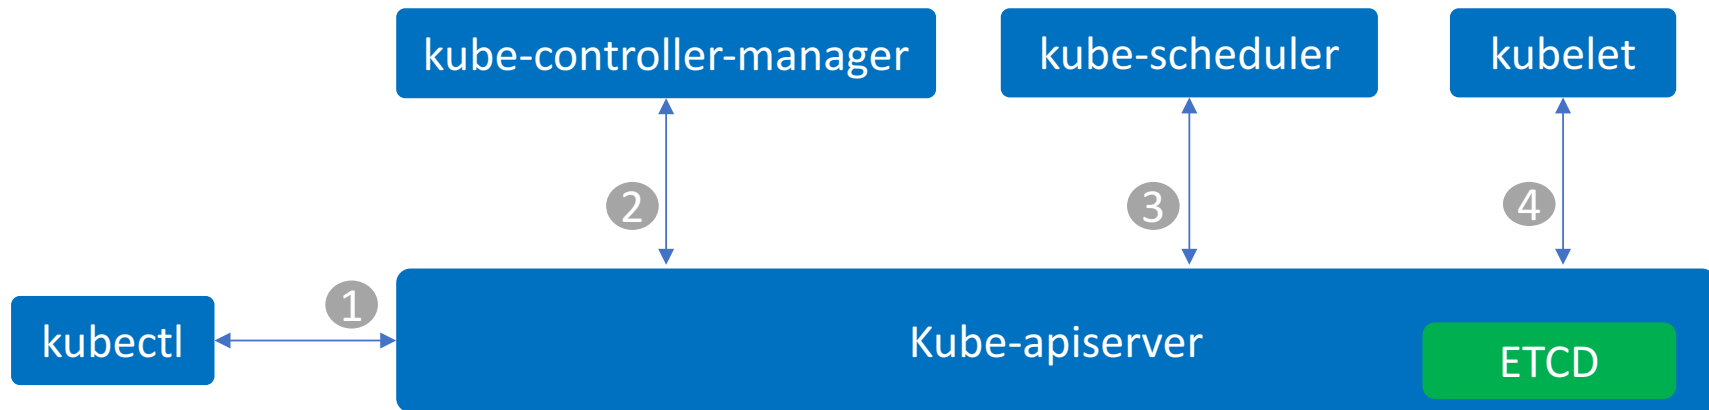 kube-controller-manager
kube-scheduler
kubelet
2
3
4
1
kubectl
Kube-apiserver
ETCD